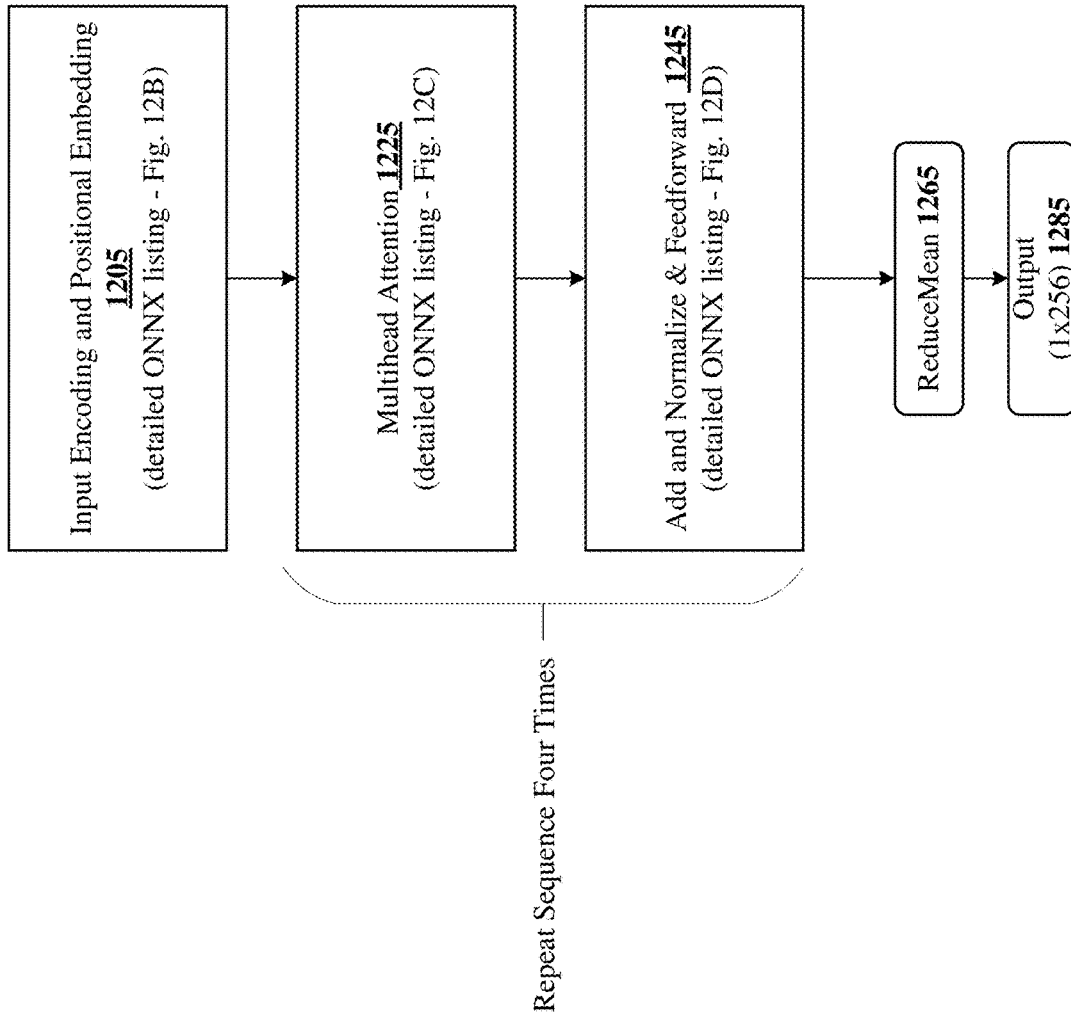 Input Encoding and Positional Embedding
1205
(detailed ONNX listing - Fig. 12B)
Multihead Attention 1225
(detailed ONNX listing - Fig. 12C)
Add and Normalize & Feedforward 1245
(detailed ONNX listing - Fig. 12D)
Repeat Sequence Four Times
ReduceMean 1265
Output
(1x256) 1285